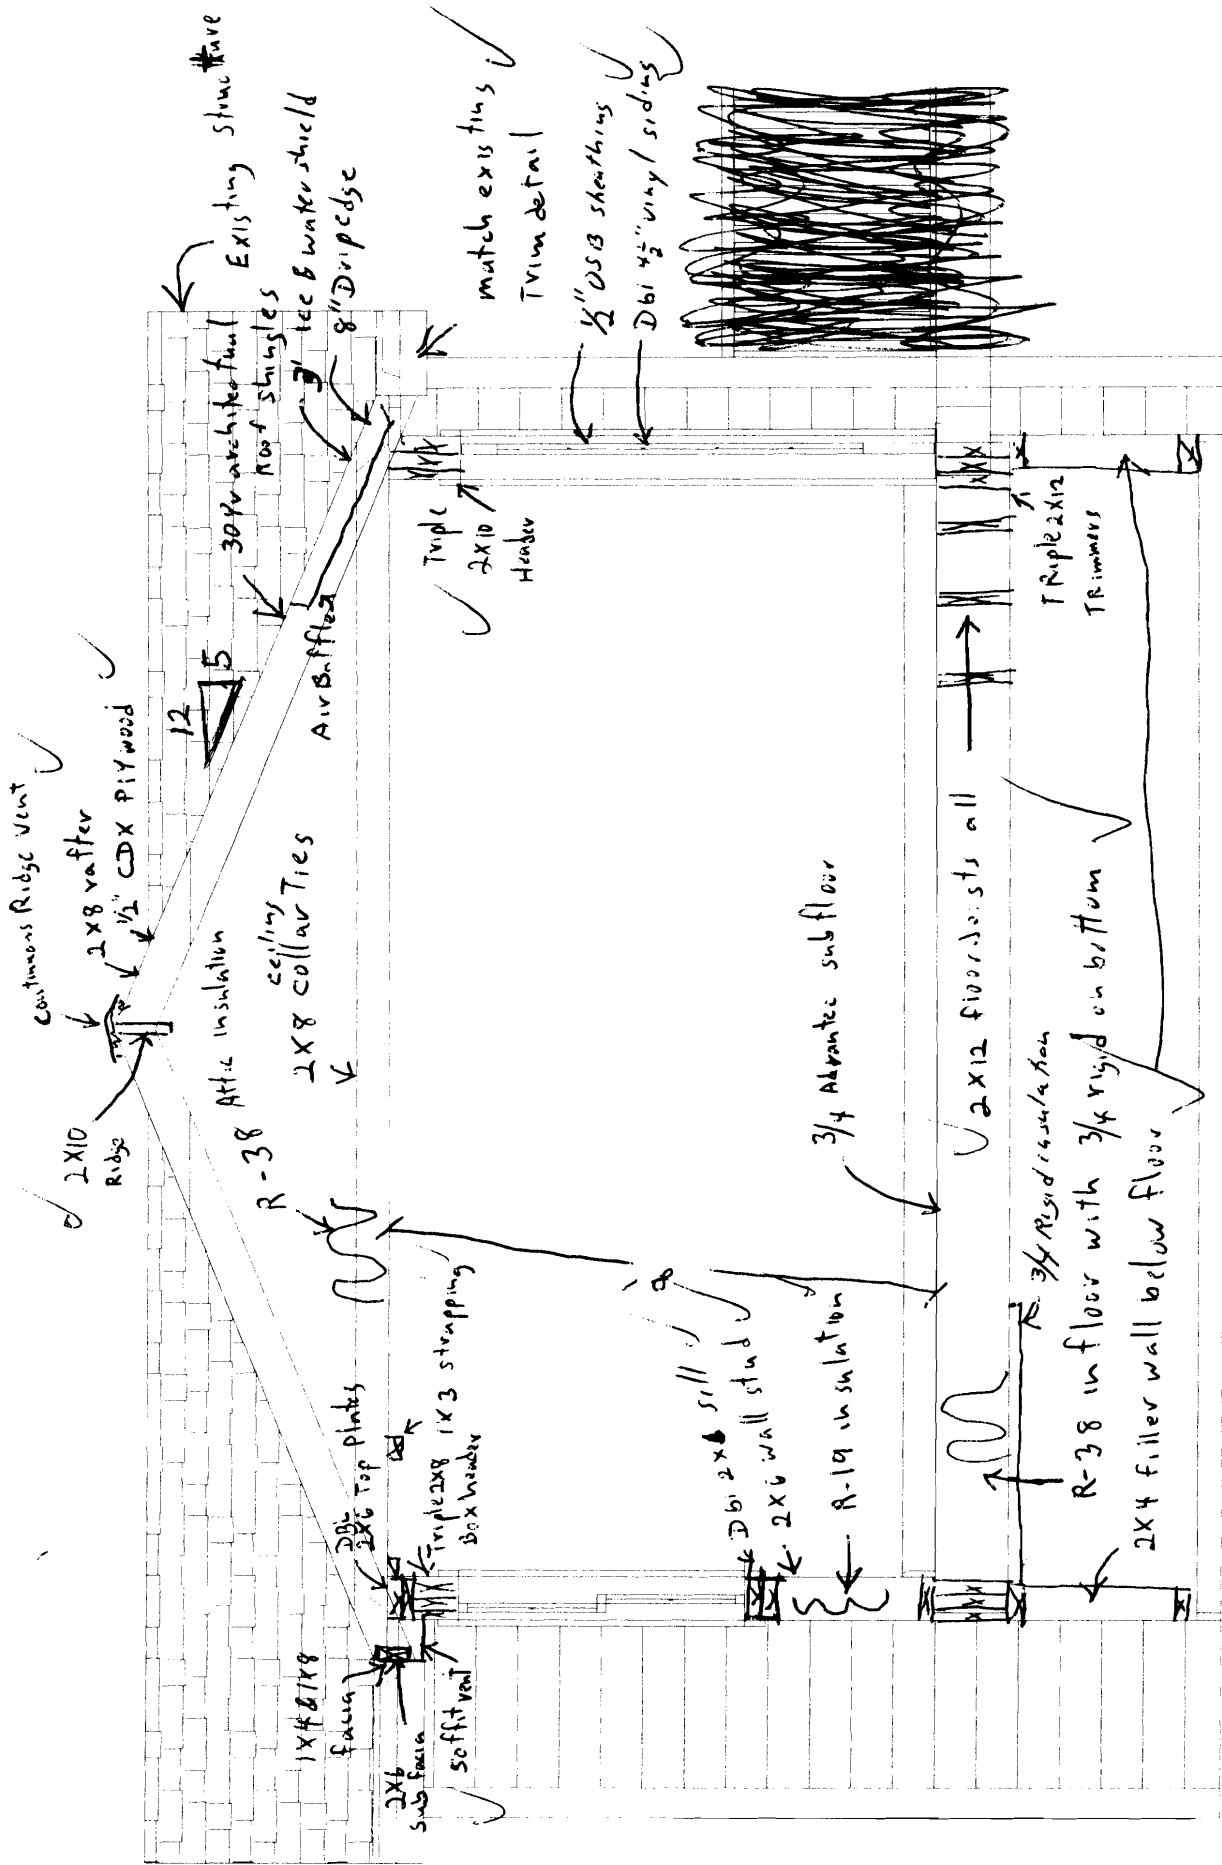 continuous Ridge vent
2x8 rafter
1/2" CDX PlYwood
2X10
Ridge
12
5
30yr architectural
Roof shingles
Existing structure
3' Ice & water shield
8" Dripedge
match existing
Trim detail
1/2" OSB sheathing
Dbl 4 1/2" vinyl siding
Air Baffles
R-38 Attic insulation
ceiling
2x8 collar Ties
Triple
2x10
Header
DBL
2x6 Top Plates
1x3 strapping
Triple 2x8
Box header
1x4 & 1x8
facia
2x6
sub facia
soffit vent
8'
Dbl 2x6 sill
2x6 wall stud
R-19 insulation
3/4 Advantec subfloor
2x12 floor Joists all
TRiple 2x12
TRimmers
3/4 Rigid insulation
R-38 in floor with 3/4 rigid on bottom
2x4 filler wall below floor